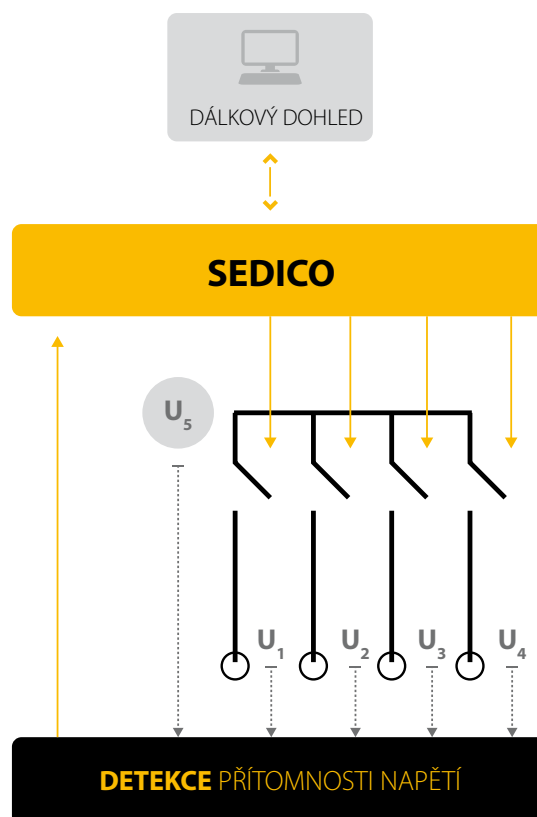 DÁLKOVÝ DOHLED
SEDICO
U₅
U₁ U₂ U₃ U₄
DETEKCE PŘÍTOMNOSTI NAPĚTÍ